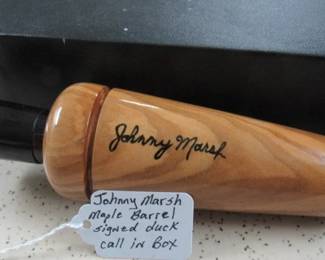 Johnny Marsh
Johnny Marsh
Maple Barrel
signed duck
call in Box